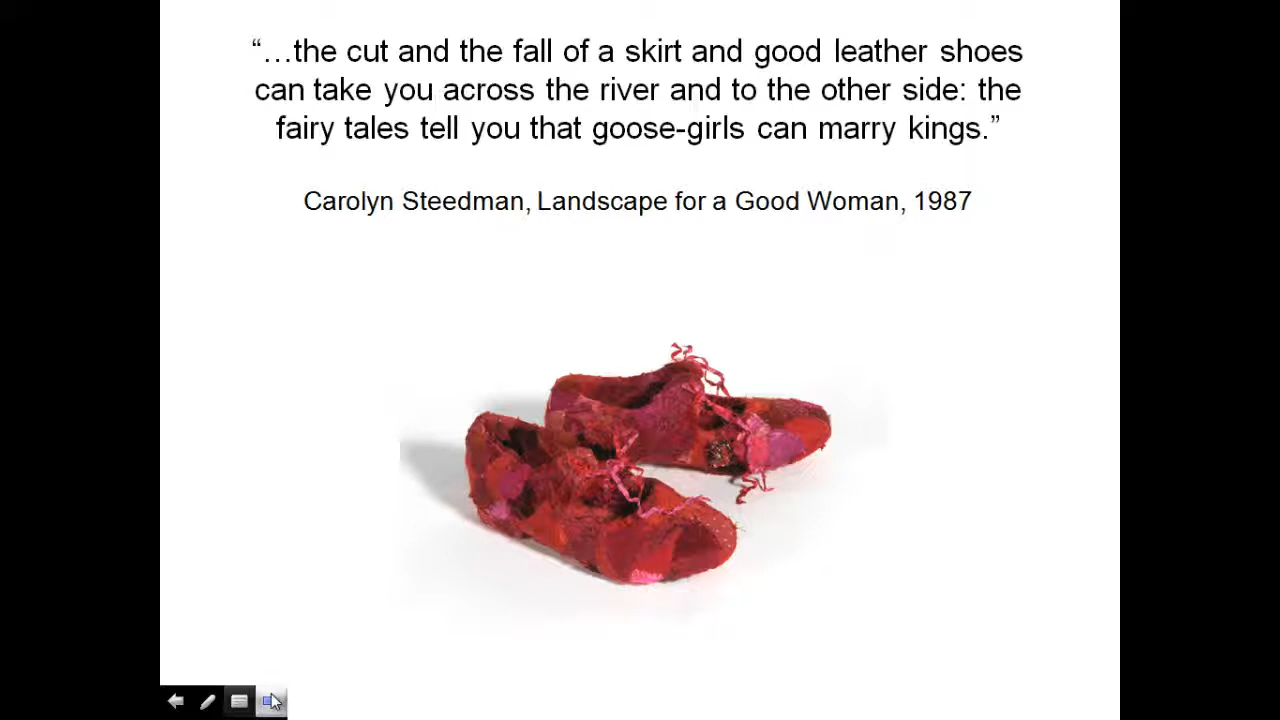 “…the cut and the fall of a skirt and good leather shoes
can take you across the river and to the other side: the
fairy tales tell you that goose-girls can marry kings.”
Carolyn Steedman, Landscape for a Good Woman, 1987